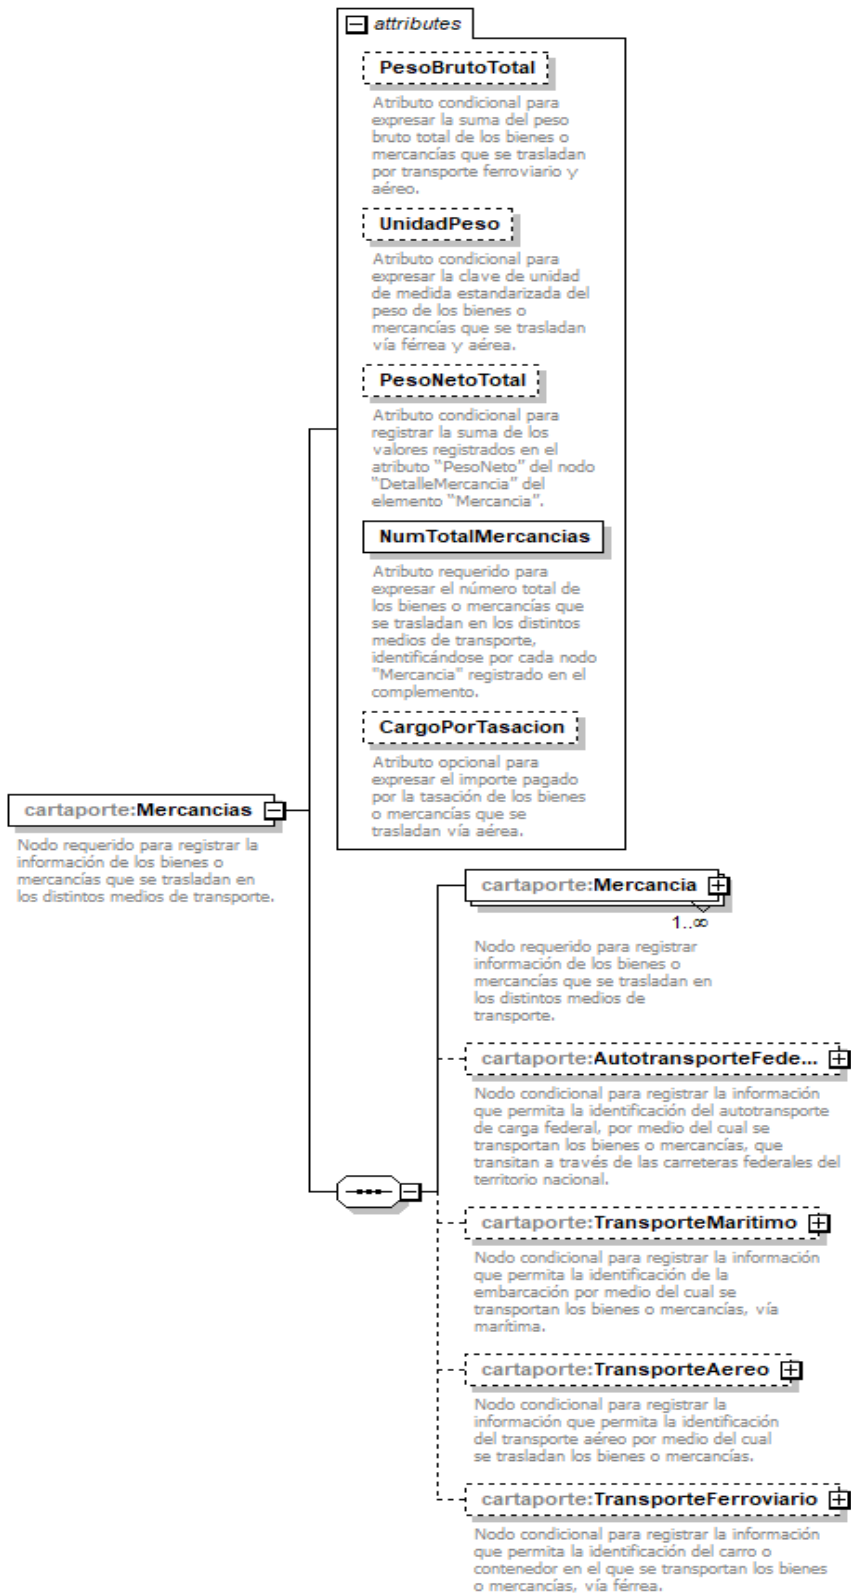 attributes
PesoBrutoTotal
Atributo condicional para
expresar la suma del peso
bruto total de los bienes o
mercancías que se trasladan
por transporte ferroviario y
aéreo.
UnidadPeso
Atributo condicional para
expresar la clave de unidad
de medida estandarizada del
peso de los bienes o
mercancías que se trasladan
vía férrea y aérea.
PesoNetoTotal
Atributo condicional para
registrar la suma de los
valores registrados en el
atributo “PesoNeto” del nodo
“DetalleMercancia” del
elemento “Mercancia”.
NumTotalMercancias
Atributo requerido para
expresar el número total de
los bienes o mercancías que
se trasladan en los distintos
medios de transporte,
identificándose por cada nodo
"Mercancia" registrado en el
complemento.
CargoPorTasacion
Atributo opcional para
expresar el importe pagado
por la tasación de los bienes
o mercancías que se
trasladan vía aérea.
cartaporte:Mercancias
Nodo requerido para registrar la
información de los bienes o
mercancías que se trasladan en
los distintos medios de transporte.
cartaporte:Mercancia
1..∞
Nodo requerido para registrar
información de los bienes o
mercancías que se trasladan en
los distintos medios de
transporte.
cartaporte:AutotransporteFede...
Nodo condicional para registrar la información
que permita la identificación del autotransporte
de carga federal, por medio del cual se
transportan los bienes o mercancías, que
transitan a través de las carreteras federales del
territorio nacional.
cartaporte:TransporteMaritimo
Nodo condicional para registrar la información
que permita la identificación de la
embarcación por medio del cual se
transportan los bienes o mercancías, vía
marítima.
cartaporte:TransporteAereo
Nodo condicional para registrar la
información que permita la identificación
del transporte aéreo por medio del cual
se trasladan los bienes o mercancías.
cartaporte:TransporteFerroviario
Nodo condicional para registrar la información
que permita la identificación del carro o
contenedor en el que se transportan los bienes
o mercancías, vía férrea.